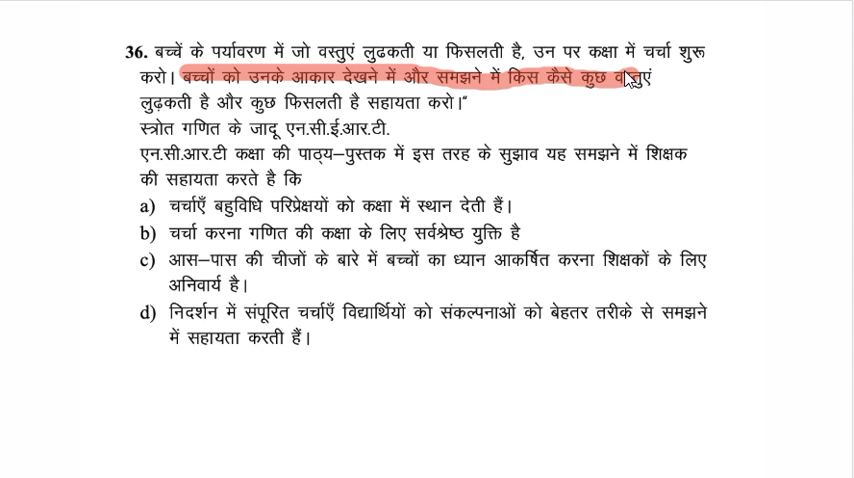 36. बच्चें के पर्यावरण में जो वस्तुएं लुढकती या फिसलती है, उन पर कक्षा में चर्चा शुरू
करो। बच्चों को उनके आकार देखने में और समझने में किस कैसे कुछ वस्तुएं
लुढ़कती है और कुछ फिसलती है सहायता करो।“
स्त्रोत गणित के जादू एन.सी.ई.आर.टी.
एन.सी.आर.टी कक्षा की पाठ्य–पुस्तक में इस तरह के सुझाव यह समझने में शिक्षक
की सहायता करते है कि
a) चर्चाएँ बहुविधि परिप्रेक्षयों को कक्षा में स्थान देती हैं।
b) चर्चा करना गणित की कक्षा के लिए सर्वश्रेष्ठ युक्ति है
c) आस–पास की चीजों के बारे में बच्चों का ध्यान आकर्षित करना शिक्षकों के लिए
अनिवार्य है।
d) निदर्शन में संपूरित चर्चाएँ विद्यार्थियों को संकल्पनाओं को बेहतर तरीके से समझने
में सहायता करती हैं।